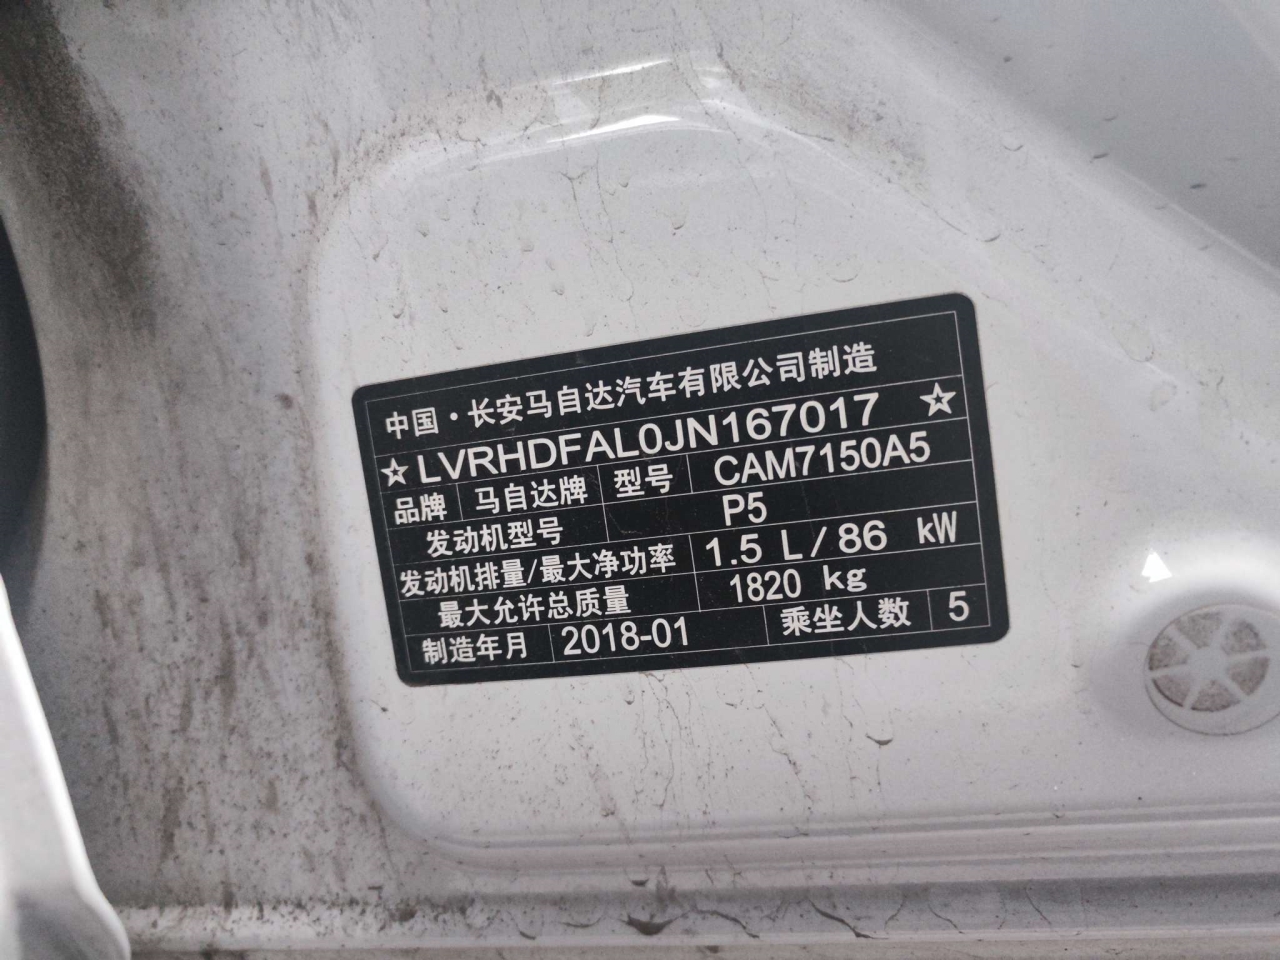 中国·长安马自达汽车有限公司制造
☆LVRHDFAL0JN167017☆
品牌 马自达牌 型号 CAM7150A5
发动机型号 P5
发动机排量/最大净功率 1.5 L/86 kW
最大允许总质量 1820 kg
制造年月 2018-01 乘坐人数 5